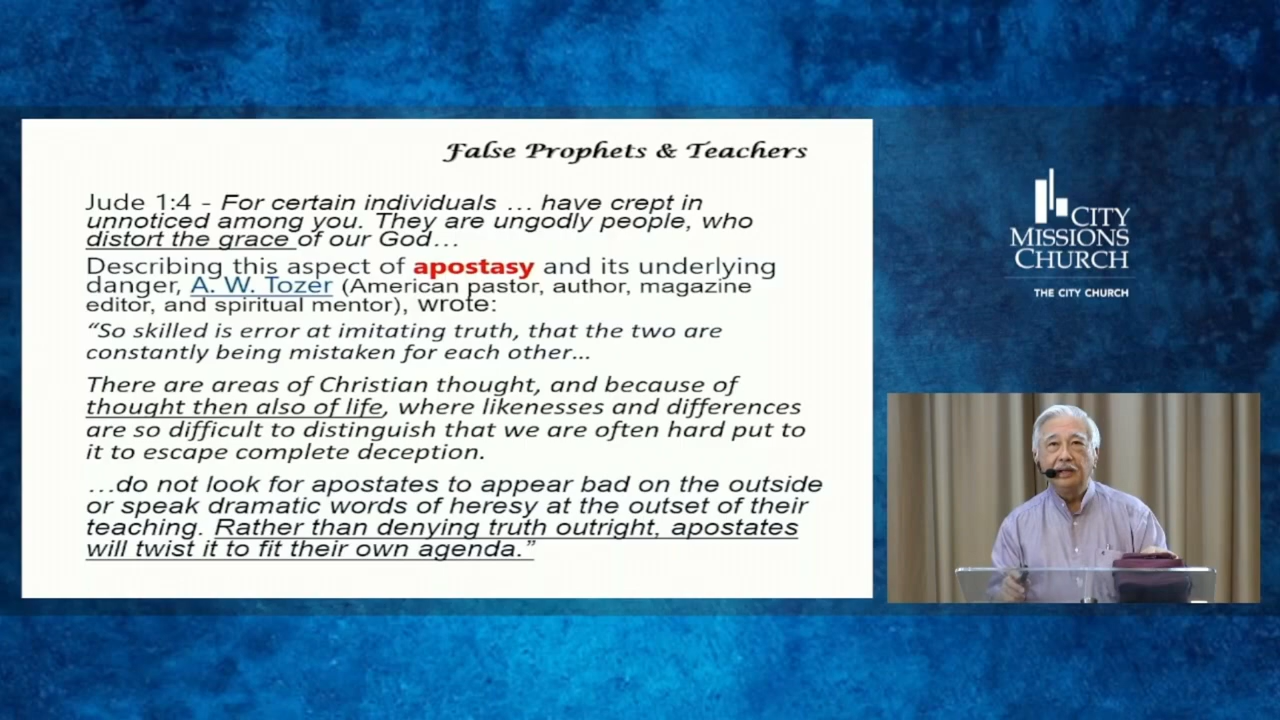 False Prophets & Teachers
Jude 1:4 - For certain individuals … have crept in
unnoticed among you. They are ungodly people, who
distort the grace of our God…
Describing this aspect of apostasy and its underlying
danger, A. W. Tozer (American pastor, author, magazine
editor, and spiritual mentor), wrote:
“So skilled is error at imitating truth, that the two are
constantly being mistaken for each other…
There are areas of Christian thought, and because of
thought then also of life, where likenesses and differences
are so difficult to distinguish that we are often hard put to
it to escape complete deception.
…do not look for apostates to appear bad on the outside
or speak dramatic words of heresy at the outset of their
teaching. Rather than denying truth outright, apostates
will twist it to fit their own agenda.”
CITY
MISSIONS
CHURCH
THE CITY CHURCH